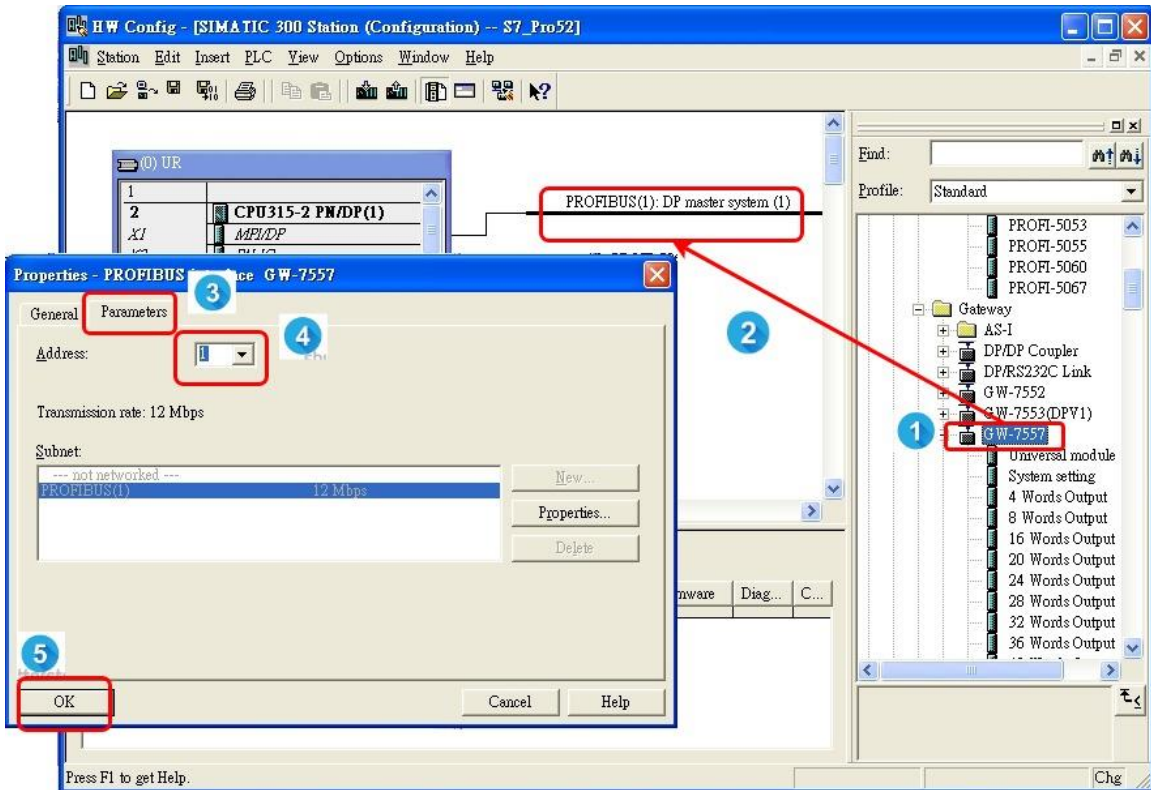 HW Config - [SIMATIC 300 Station (Configuration) -- S7_Pro52]
Station Edit Insert PLC View Options Window Help
(0) UR
1
2 CPU315-2 PN/DP(1)
X1 MPI/DP
PROFIBUS(1): DP master system (1)
2
Properties - PROFIBUS GW-7557
General Parameters
3
Address: 1
4
Transmission rate: 12 Mbps
Subnet:
--- not networked ---
PROFIBUS(1) 12 Mbps
New...
Properties...
Delete
5
OK Cancel Help
Diag... C...
Find:
Profile: Standard
PROFI-5053
PROFI-5055
PROFI-5060
PROFI-5067
Gateway
AS-I
DP/DP Coupler
DP/RS232C Link
GW-7552
GW-7553(DPV1)
1
GW-7557
Universal module
System setting
4 Words Output
8 Words Output
16 Words Output
20 Words Output
24 Words Output
28 Words Output
32 Words Output
36 Words Output
Press F1 to get Help.
Chg